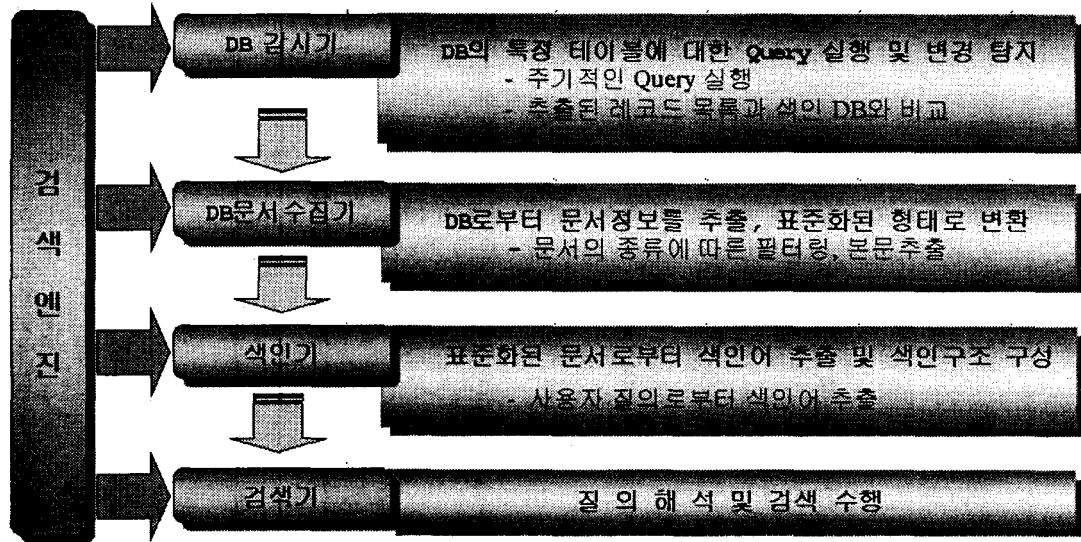 검색엔진
DB 감시기
DB의 특정 테이블에 대한 Query 실행 및 변경 탐지
- 주기적인 Query 실행
- 추출된 레코드 목록과 색인 DB와 비교
DB문서수집기
DB로부터 문서정보를 추출, 표준화된 형태로 변환
- 문서의 종류에 따른 필터링, 본문추출
색인기
표준화된 문서로부터 색인어 추출 및 색인구조 구성
- 사용자 질의로부터 색인어 추출
검색기
질 의 해 석 및 검색 수행